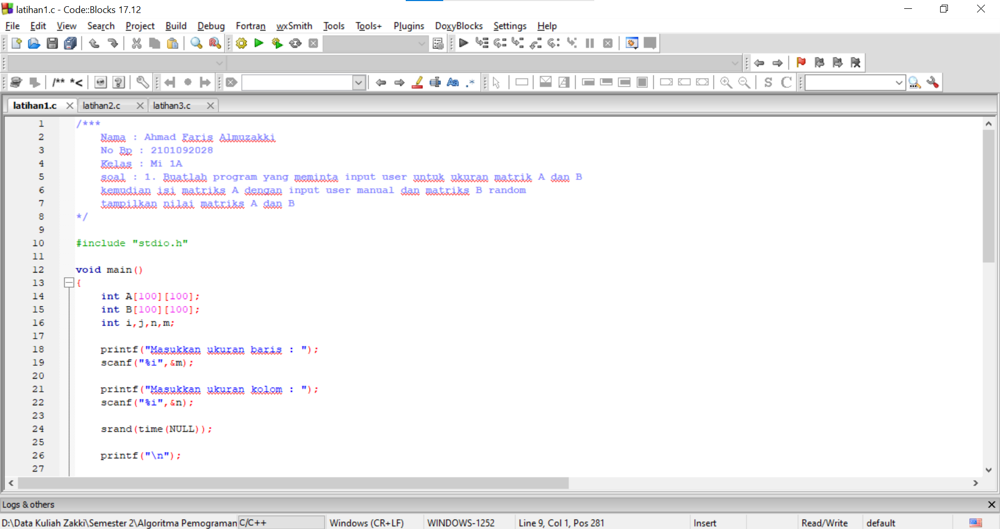 latihan1.c - Code::Blocks 17.12
File Edit View Search Project Build Debug Fortran wxSmith Tools Tools+ Plugins DoxyBlocks Settings Help
/** *<
S C
latihan1.c latihan2.c latihan3.c
1 /***
2 Nama : Ahmad Faris Almuzakki
3 No Bp : 2101092028
4 Kelas : Mi 1A
5 soal : 1. Buatlah program yang meminta input user untuk ukuran matrik A dan B
6 kemudian isi matriks A dengan input user manual dan matriks B random
7 tampilkan nilai matriks A dan B
8 */
9
10 #include "stdio.h"
11
12 void main()
13 {
14 int A[100][100];
15 int B[100][100];
16 int i,j,n,m;
17
18 printf("Masukkan ukuran baris : ");
19 scanf("%i",&m);
20
21 printf("Masukkan ukuran kolom : ");
22 scanf("%i",&n);
23
24 srand(time(NULL));
25
26 printf("\n");
27
Logs & others
D:\Data Kuliah Zakki\Semester 2\Algoritma Pemograman C/C++ Windows (CR+LF) WINDOWS-1252 Line 9, Col 1, Pos 281 Insert Read/Write default